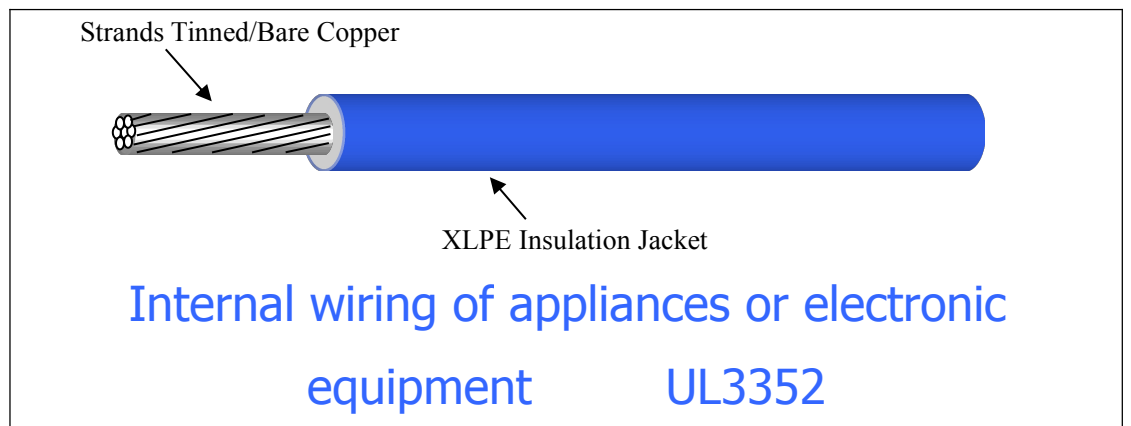 Strands Tinned/Bare Copper
XLPE Insulation Jacket
Internal wiring of appliances or electronic
equipment UL3352